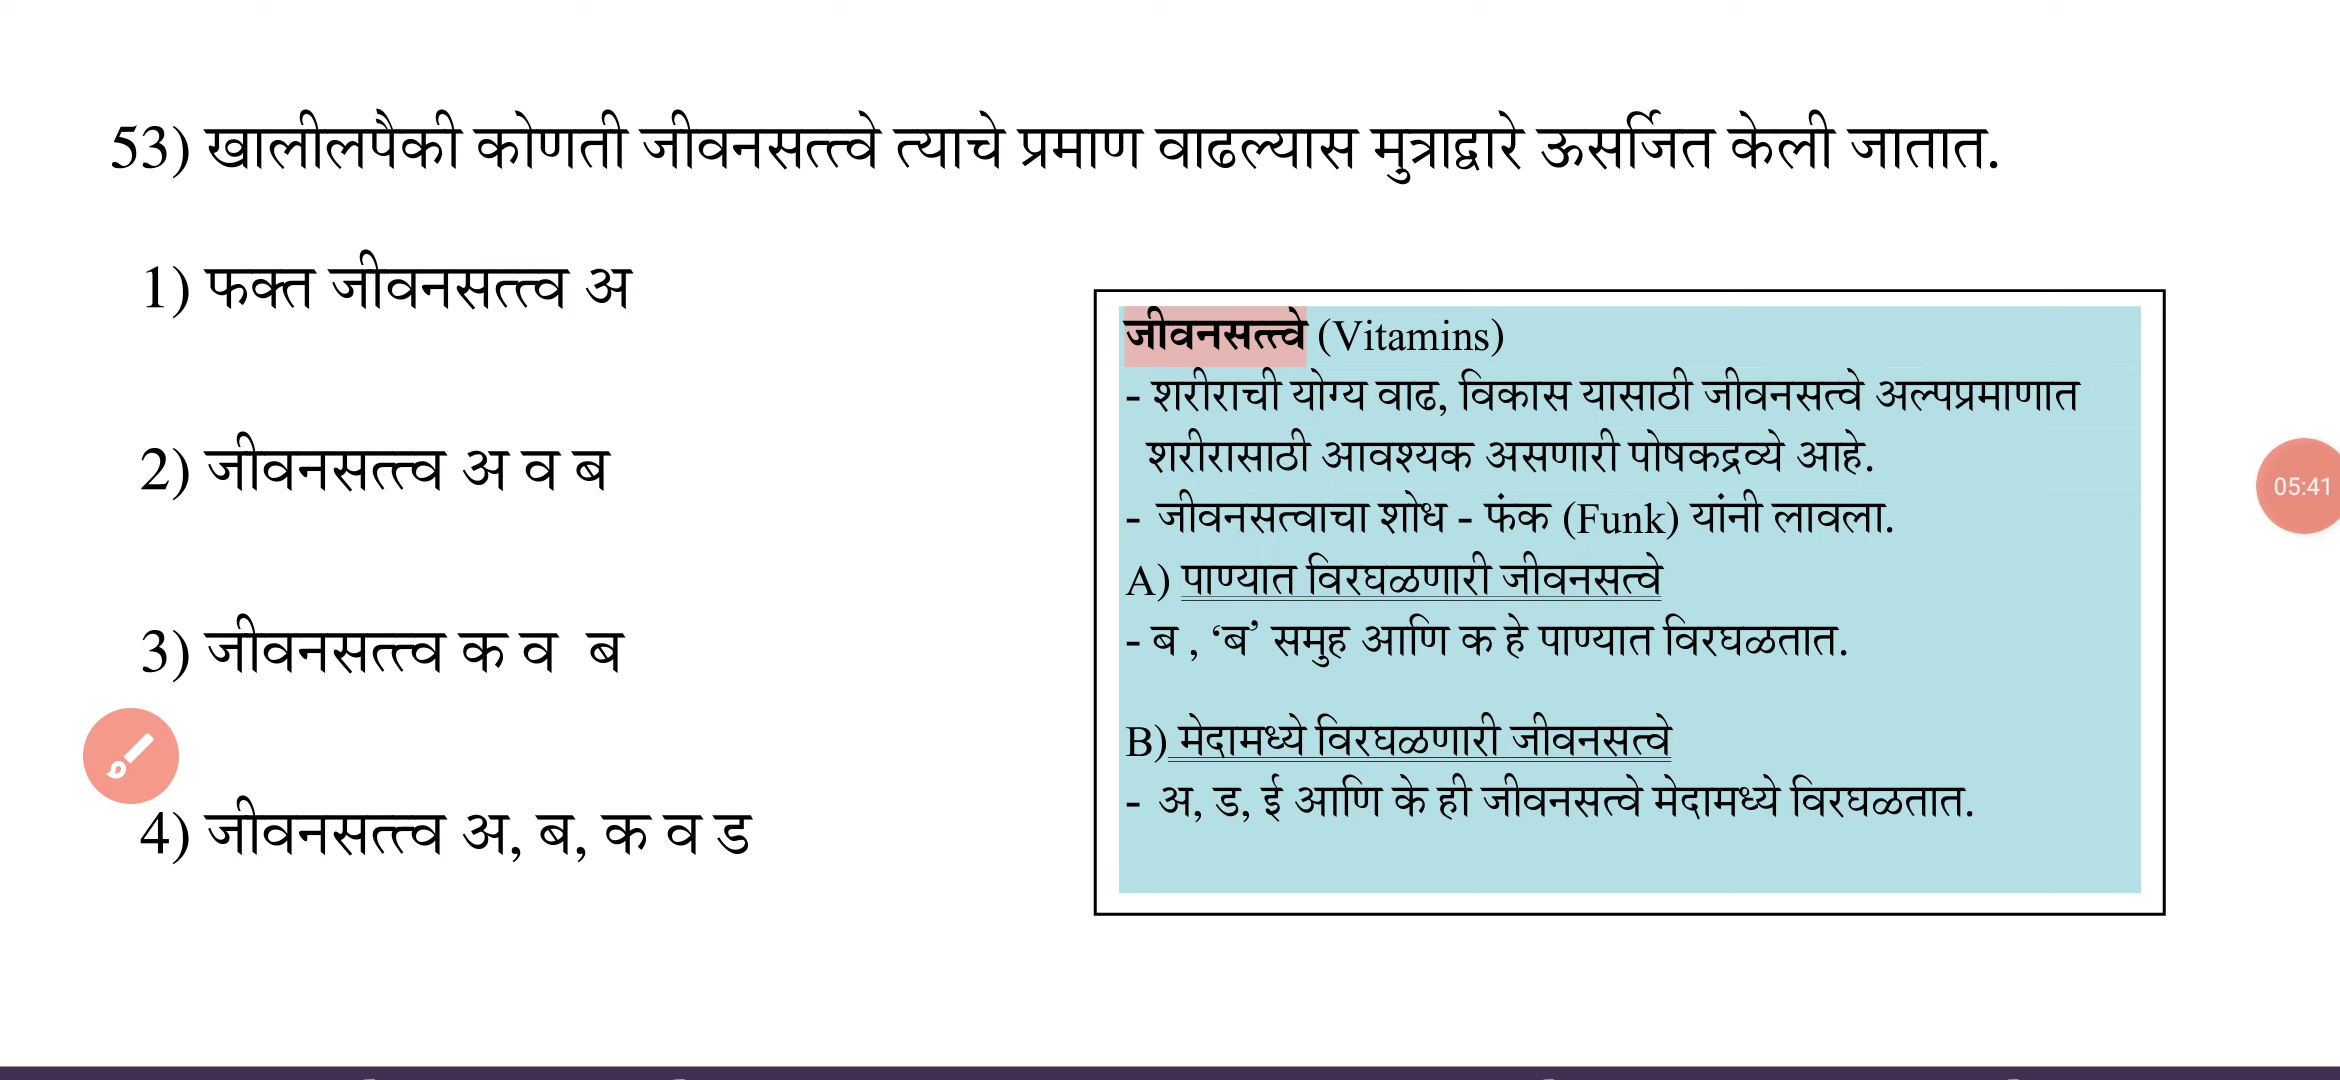 53) खालीलपैकी कोणती जीवनसत्त्वे त्याचे प्रमाण वाढल्यास मुत्राद्वारे ऊसर्जित केली जातात.
1) फक्त जीवनसत्त्व अ
2) जीवनसत्त्व अ व ब
3) जीवनसत्त्व क व ब
4) जीवनसत्त्व अ, ब, क व ड
जीवनसत्त्वे (Vitamins)
- शरीराची योग्य वाढ, विकास यासाठी जीवनसत्वे अल्पप्रमाणात
शरीरासाठी आवश्यक असणारी पोषकद्रव्ये आहे.
- जीवनसत्वाचा शोध - फंक (Funk) यांनी लावला.
A) पाण्यात विरघळणारी जीवनसत्वे
- ब , ‘ब’ समुह आणि क हे पाण्यात विरघळतात.
B) मेदामध्ये विरघळणारी जीवनसत्वे
- अ, ड, ई आणि के ही जीवनसत्वे मेदामध्ये विरघळतात.
05:41